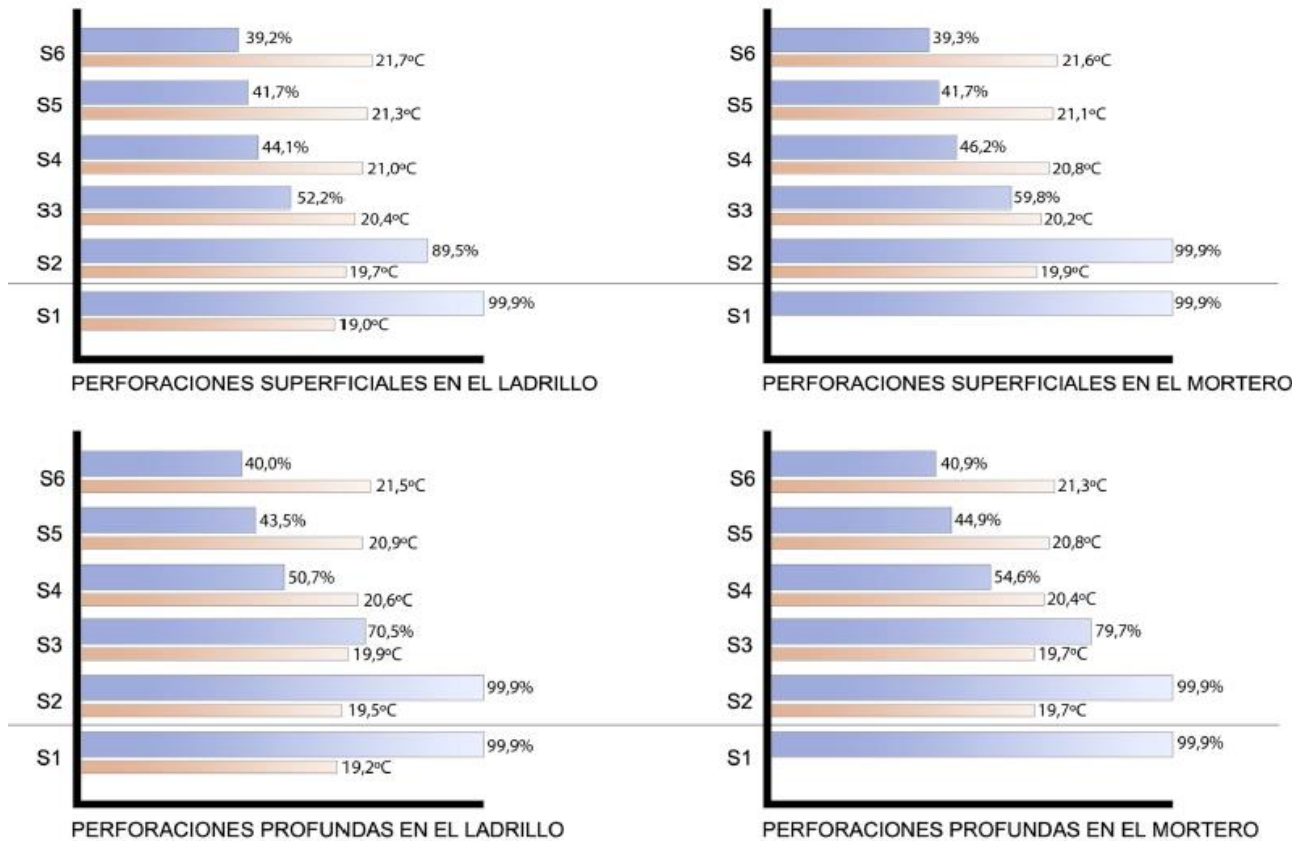 S6
39,2%
21,7ºC
S5
41,7%
21,3ºC
S4
44,1%
21,0ºC
S3
52,2%
20,4ºC
S2
89,5%
19,7ºC
S1
99,9%
19,0ºC
PERFORACIONES SUPERFICIALES EN EL LADRILLO
S6
39,3%
21,6ºC
S5
41,7%
21,1ºC
S4
46,2%
20,8ºC
S3
59,8%
20,2ºC
S2
99,9%
19,9ºC
S1
99,9%
PERFORACIONES SUPERFICIALES EN EL MORTERO
S6
40,0%
21,5ºC
S5
43,5%
20,9ºC
S4
50,7%
20,6ºC
S3
70,5%
19,9ºC
S2
99,9%
19,5ºC
S1
99,9%
19,2ºC
PERFORACIONES PROFUNDAS EN EL LADRILLO
S6
40,9%
21,3ºC
S5
44,9%
20,8ºC
S4
54,6%
20,4ºC
S3
79,7%
19,7ºC
S2
99,9%
19,7ºC
S1
99,9%
PERFORACIONES PROFUNDAS EN EL MORTERO